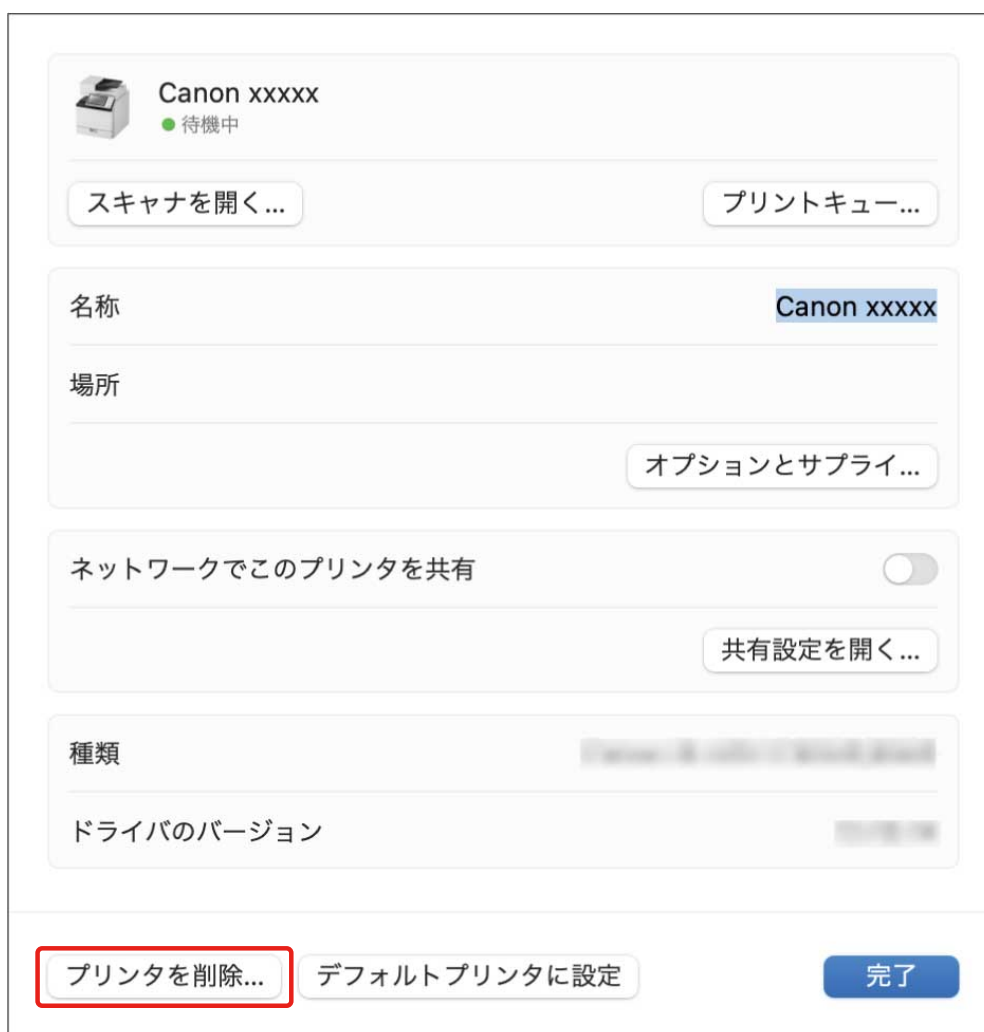 Canon xxxxx
待機中
スキャナを開く...
プリントキュー...
名称
Canon xxxxx
場所
オプションとサプライ...
ネットワークでこのプリンタを共有
共有設定を開く...
種類
ドライバのバージョン
プリンタを削除...
デフォルトプリンタに設定
完了